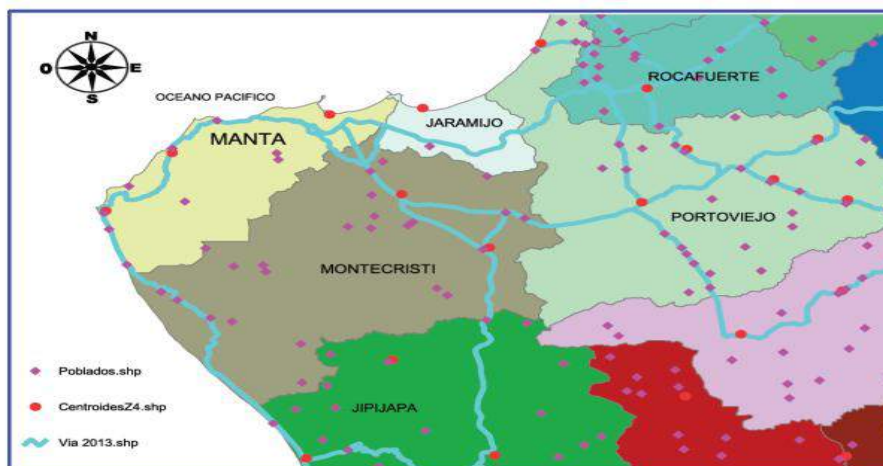 N
O E
S
OCEANO PACIFICO
MANTA
JARAMIJO
ROCAFUERTE
PORTOVIEJO
MONTECRISTI
JIPIJAPA
Poblados.shp
CentroidesZ4.shp
Via 2013.shp